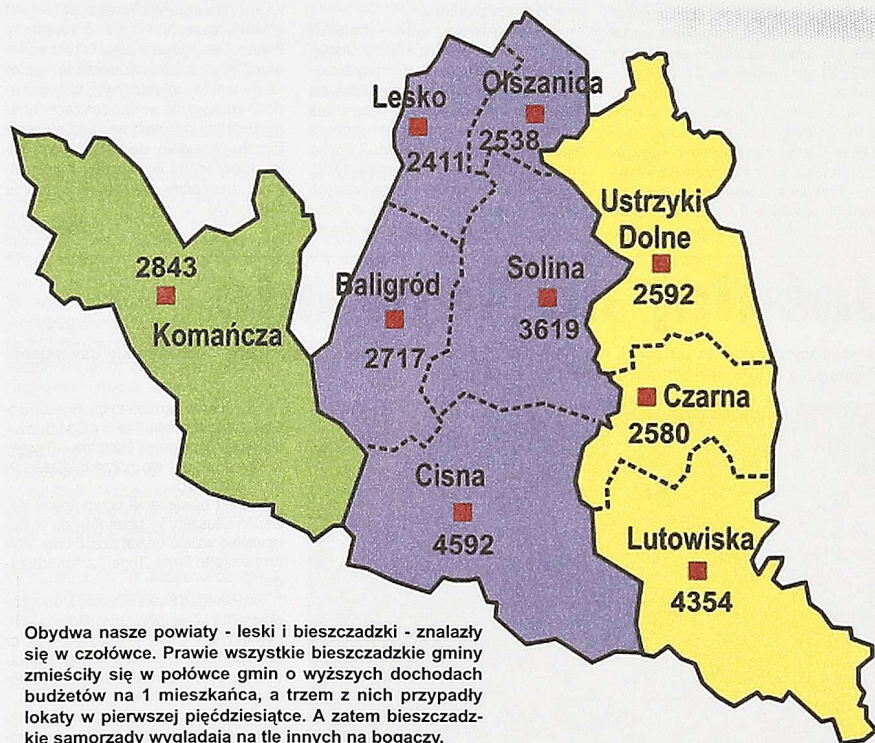 Olszanica
Lesko
2538
2411
Ustrzyki
Dolne
2592
2843
Komańcza
Baligród
2717
Solina
3619
Czarna
2580
Cisna
4592
Lutowiska
4354
Obydwa nasze powiaty - leski i bieszczadzki - znalazły
się w czołówce. Prawie wszystkie bieszczadzkie gminy
zmieściły się w połówce gmin o wyższych dochodach
budżetów na 1 mieszkańca, a trzem z nich przypadły
lokaty w pierwszej pięćdziesiątce. A zatem bieszczadz-
kie samorządy wyglądają na tle innych na bogaczy.